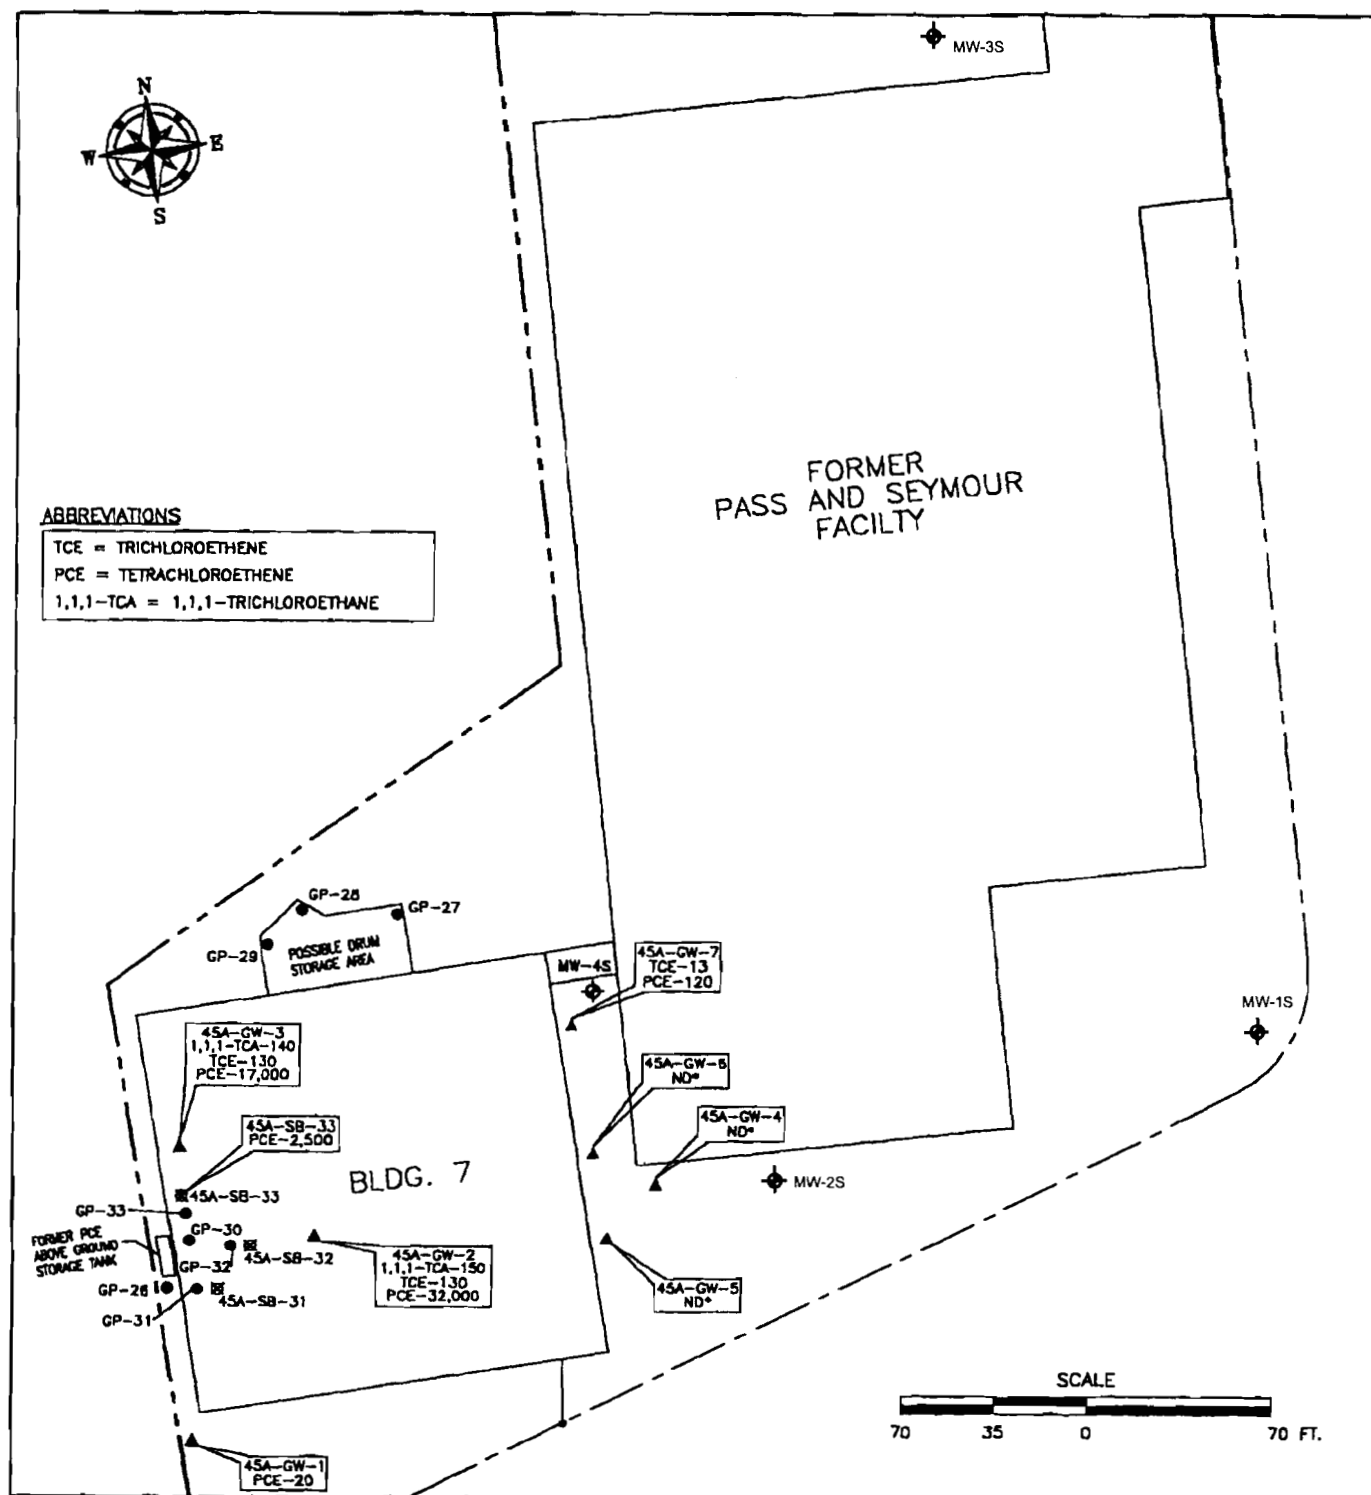 MW-3S
N
W
E
S
FORMER
PASS AND SEYMOUR
FACILTY
ABBREVIATIONS
TCE = TRICHLOROETHENE
PCE = TETRACHLOROETHENE
1,1,1-TCA = 1,1,1-TRICHLOROETHANE
GP-28
GP-27
GP-29
POSSIBLE DRUM
STORAGE AREA
MW-4S
45A-GW-7
TCE-13
PCE-120
MW-1S
45A-GW-3
1,1,1-TCA-140
TCE-130
PCE-17,000
45A-GW-6
ND*
45A-GW-4
ND*
45A-SB-33
PCE-2,500
BLDG. 7
MW-2S
45A-SB-33
GP-33
GP-30
FORMER PCE
ABOVE GROUND
STORAGE TANK
GP-32
45A-SB-32
45A-GW-2
1,1,1-TCA-150
TCE-130
PCE-32,000
GP-26
45A-SB-31
GP-31
45A-GW-5
ND*
SCALE
70 35 0 70 FT.
45A-GW-1
PCE-20